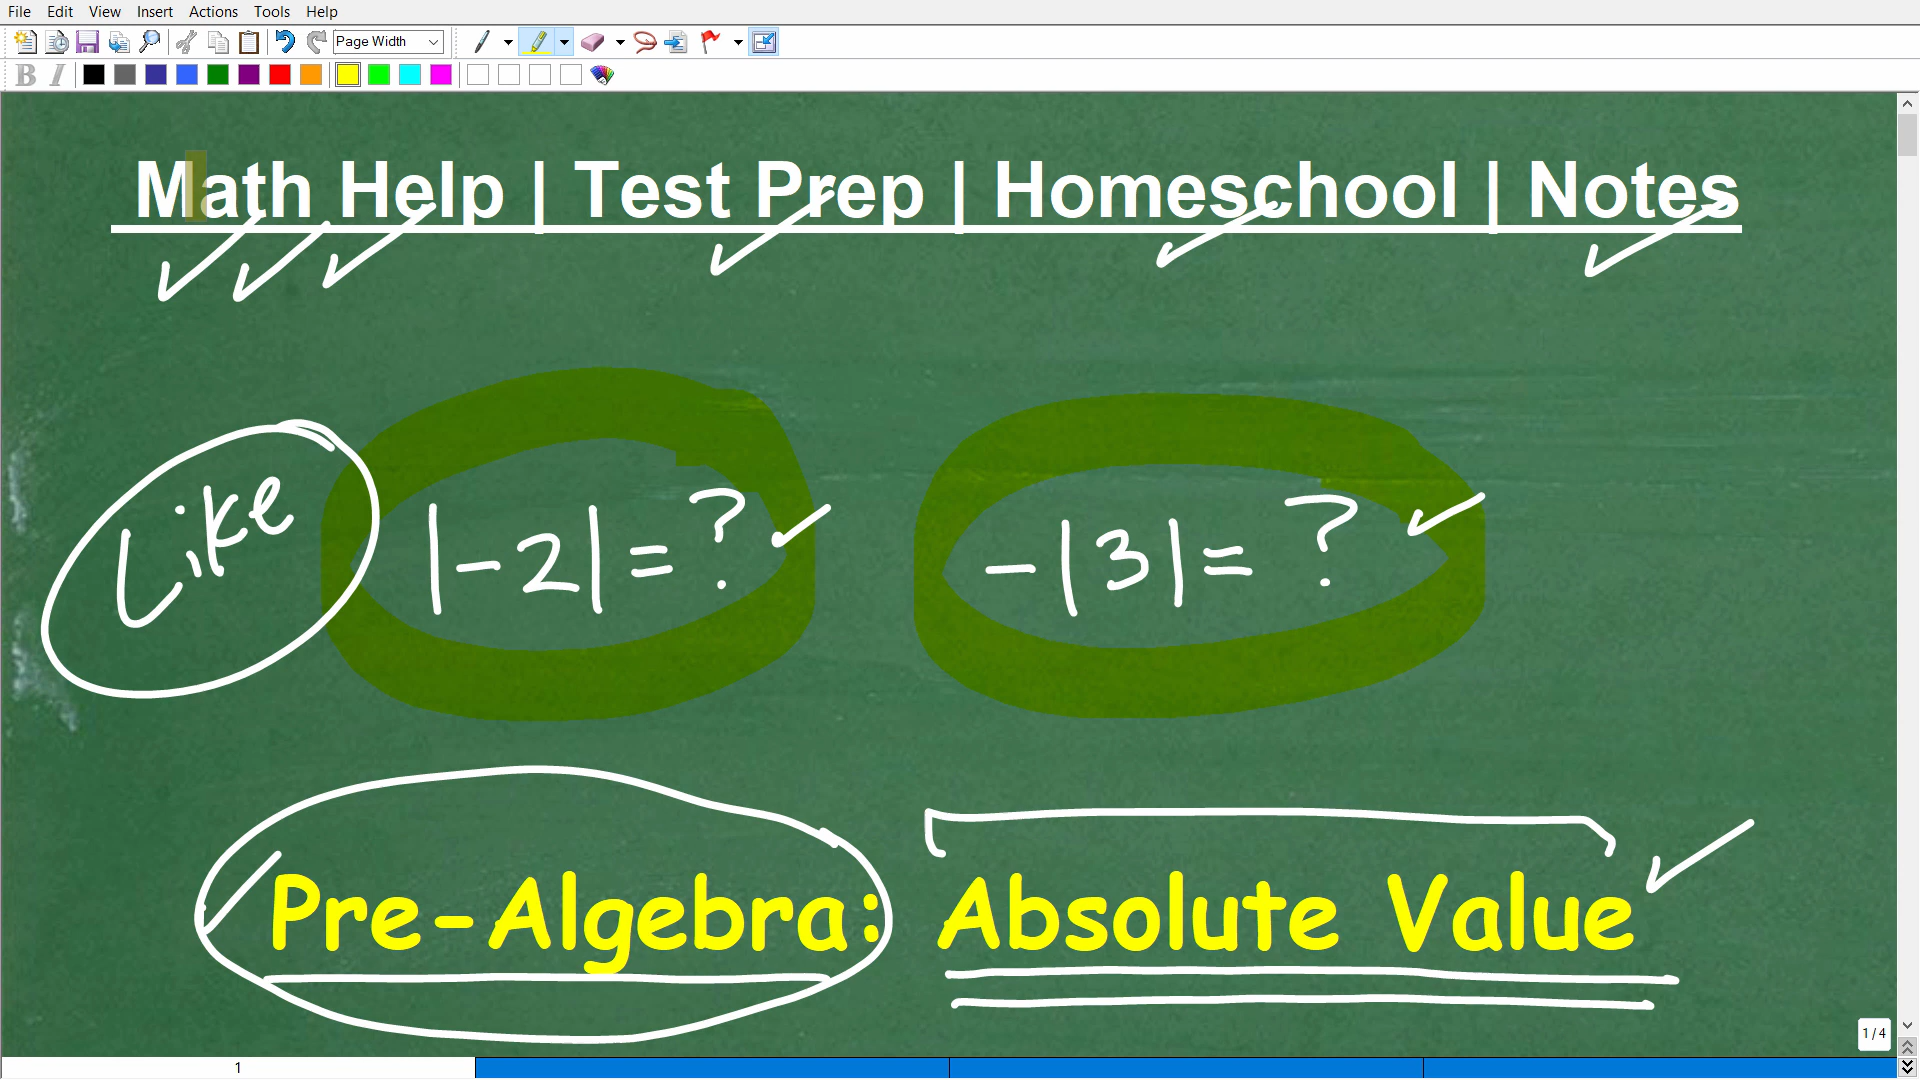 File Edit View Insert Actions Tools Help
Page Width
B I
Math Help | Test Prep | Homeschool | Notes
Like
|-2| = ?
-|3| = ?
Pre-Algebra: Absolute Value
1 / 4
1